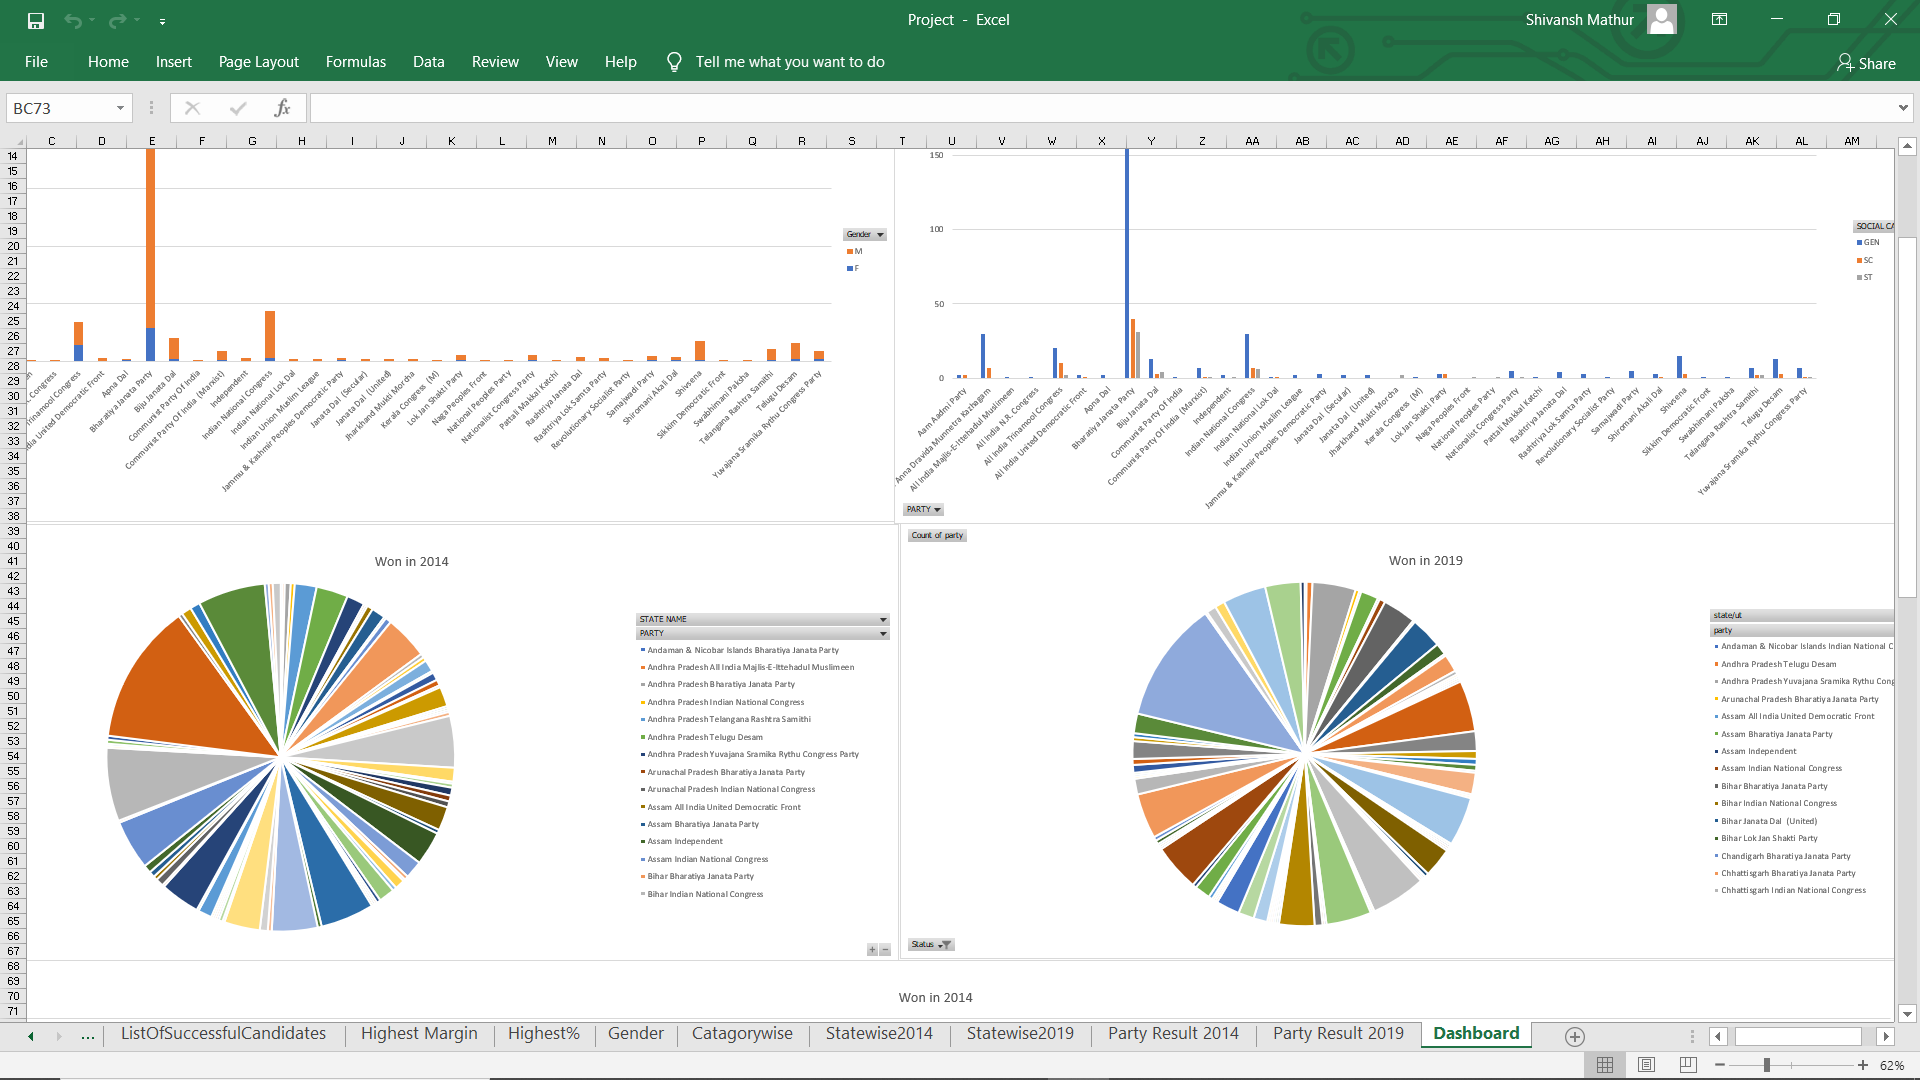 Project - Excel
Shivansh Mathur
File Home Insert Page Layout Formulas Data Review View Help Tell me what you want to do
Share
BC73
fx
C D E F G H I J K L M N O P Q R S T U V W X Y Z AA AB AC AD AE AF AG AH AI AJ AK AL AM
14
15
16
17
18
19
20
21
22
23
24
25
26
27
28
29
30
31
32
33
34
35
36
37
38
39
40
41
42
43
44
45
46
47
48
49
50
51
52
53
54
55
56
57
58
59
60
61
62
63
64
65
66
67
68
69
70
71
Gender
M
F
Congress
Trinamool Congress
India United Democratic Front
Apna Dal
Bharatiya Janata Party
Biju Janata Dal
Communist Party Of India
Communist Party Of India (Marxist)
Independent
Indian National Congress
Indian National Lok Dal
Indian Union Muslim League
Jammu & Kashmir Peoples Democratic Party
Janata Dal (Secular)
Janata Dal (United)
Jharkhand Mukti Morcha
Kerala Congress (M)
Lok Jan Shakti Party
Naga Peoples Front
National Peoples Party
Nationalist Congress Party
Pattali Makkal Katchi
Rashtriya Janata Dal
Rashtriya Lok Samta Party
Revolutionary Socialist Party
Samajwadi Party
Shiromani Akali Dal
Shivsena
Sikkim Democratic Front
Swabhimani Paksha
Telangana Rashtra Samithi
Telugu Desam
Yuvajana Sramika Rythu Congress Party
150
100
50
0
SOCIAL CA
GEN
SC
ST
Aam Aadmi Party
Anna Dravida Munnetra Kazhagam
All India Majlis-E-Ittehadul Muslimeen
All India N.R. Congress
All India Trinamool Congress
All India United Democratic Front
Apna Dal
Bharatiya Janata Party
Biju Janata Dal
Communist Party Of India
Communist Party Of India (Marxist)
Independent
Indian National Congress
Indian National Lok Dal
Indian Union Muslim League
Jammu & Kashmir Peoples Democratic Party
Janata Dal (Secular)
Janata Dal (United)
Jharkhand Mukti Morcha
Kerala Congress (M)
Lok Jan Shakti Party
Naga Peoples Front
National Peoples Party
Nationalist Congress Party
Pattali Makkal Katchi
Rashtriya Janata Dal
Rashtriya Lok Samta Party
Revolutionary Socialist Party
Samajwadi Party
Shiromani Akali Dal
Shivsena
Sikkim Democratic Front
Swabhimani Paksha
Telangana Rashtra Samithi
Telugu Desam
Yuvajana Sramika Rythu Congress Party
PARTY
Won in 2014
STATE NAME
PARTY
Andaman & Nicobar Islands Bharatiya Janata Party
Andhra Pradesh All India Majlis-E-Ittehadul Muslimeen
Andhra Pradesh Bharatiya Janata Party
Andhra Pradesh Indian National Congress
Andhra Pradesh Telangana Rashtra Samithi
Andhra Pradesh Telugu Desam
Andhra Pradesh Yuvajana Sramika Rythu Congress Party
Arunachal Pradesh Bharatiya Janata Party
Arunachal Pradesh Indian National Congress
Assam All India United Democratic Front
Assam Bharatiya Janata Party
Assam Independent
Assam Indian National Congress
Bihar Bharatiya Janata Party
Bihar Indian National Congress
Count of party
Won in 2019
state/ut
party
Andaman & Nicobar Islands Indian National C
Andhra Pradesh Telugu Desam
Andhra Pradesh Yuvajana Sramika Rythu Cong
Arunachal Pradesh Bharatiya Janata Party
Assam All India United Democratic Front
Assam Bharatiya Janata Party
Assam Independent
Assam Indian National Congress
Bihar Bharatiya Janata Party
Bihar Indian National Congress
Bihar Janata Dal (United)
Bihar Lok Jan Shakti Party
Chandigarh Bharatiya Janata Party
Chhattisgarh Bharatiya Janata Party
Chhattisgarh Indian National Congress
Status
Won in 2014
... ListOfSuccessfulCandidates Highest Margin Highest% Gender Catagorywise Statewise2014 Statewise2019 Party Result 2014 Party Result 2019 Dashboard
62%